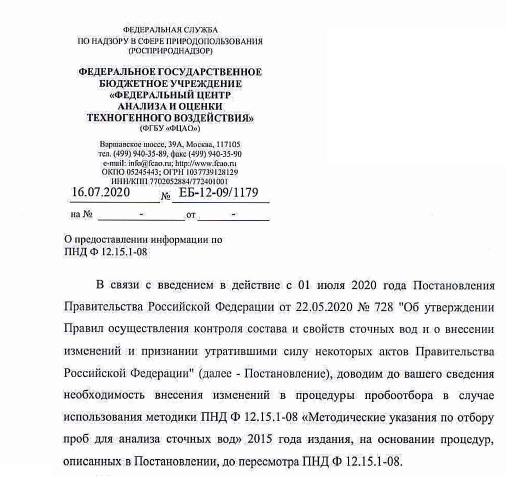 ФЕДЕРАЛЬНАЯ СЛУЖБА
ПО НАДЗОРУ В СФЕРЕ ПРИРОДОПОЛЬЗОВАНИЯ
(РОСПРИРОДНАДЗОР)
ФЕДЕРАЛЬНОЕ ГОСУДАРСТВЕННОЕ
БЮДЖЕТНОЕ УЧРЕЖДЕНИЕ
«ФЕДЕРАЛЬНЫЙ ЦЕНТР
АНАЛИЗА И ОЦЕНКИ
ТЕХНОГЕННОГО ВОЗДЕЙСТВИЯ»
(ФГБУ «ФЦАО»)
Варшавское шоссе, 39А, Москва, 117105
тел. (499) 940-35-89, факс (499) 940-35-90
e-mail: info@fcao.ru; http://www.fcao.ru
ОКПО 05245443; ОГРН 1037739128129
ИНН/КПП 7702052884/772401001
16.07.2020 № ЕБ-12-09/1179
на № - от -
О предоставлении информации по
ПНД Ф 12.15.1-08
В связи с введением в действие с 01 июля 2020 года Постановления
Правительства Российской Федерации от 22.05.2020 № 728 "Об утверждении
Правил осуществления контроля состава и свойств сточных вод и о внесении
изменений и признании утратившими силу некоторых актов Правительства
Российской Федерации" (далее - Постановление), доводим до вашего сведения
необходимость внесения изменений в процедуры пробоотбора в случае
использования методики ПНД Ф 12.15.1-08 «Методические указания по отбору
проб для анализа сточных вод» 2015 года издания, на основании процедур,
описанных в Постановлении, до пересмотра ПНД Ф 12.15.1-08.